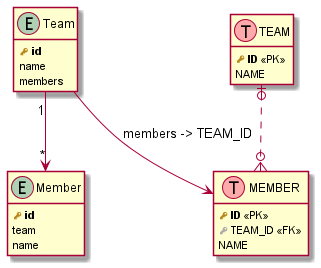 E Team
id
name
members
T TEAM
ID «PK»
NAME
1
members -> TEAM_ID
*
E Member
id
team
name
T MEMBER
ID «PK»
TEAM_ID «FK»
NAME